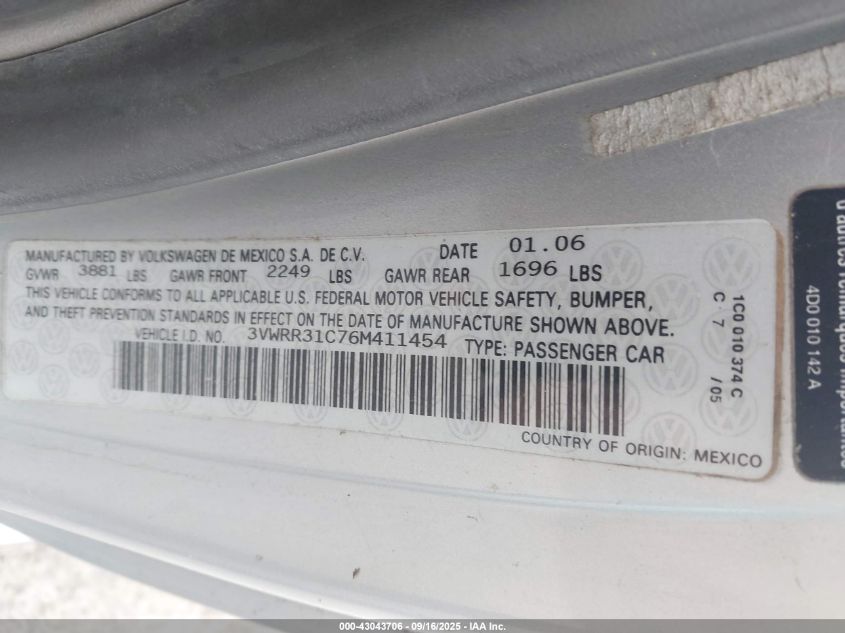 MANUFACTURED BY VOLKSWAGEN DE MEXICO S.A. DE C.V. DATE 01.06
GVWR 3881 LBS GAWR FRONT 2249 LBS GAWR REAR 1696 LBS
THIS VEHICLE CONFORMS TO ALL APPLICABLE U.S. FEDERAL MOTOR VEHICLE SAFETY, BUMPER,
AND THEFT PREVENTION STANDARDS IN EFFECT ON THE DATE OF MANUFACTURE SHOWN ABOVE.
VEHICLE I.D. NO. 3VWRR31C76M411454 TYPE: PASSENGER CAR
COUNTRY OF ORIGIN: MEXICO
1C0 010 374 C
C 7 /05
4D0 010 142 A
000-43043706 - 09/16/2025 - IAA Inc.